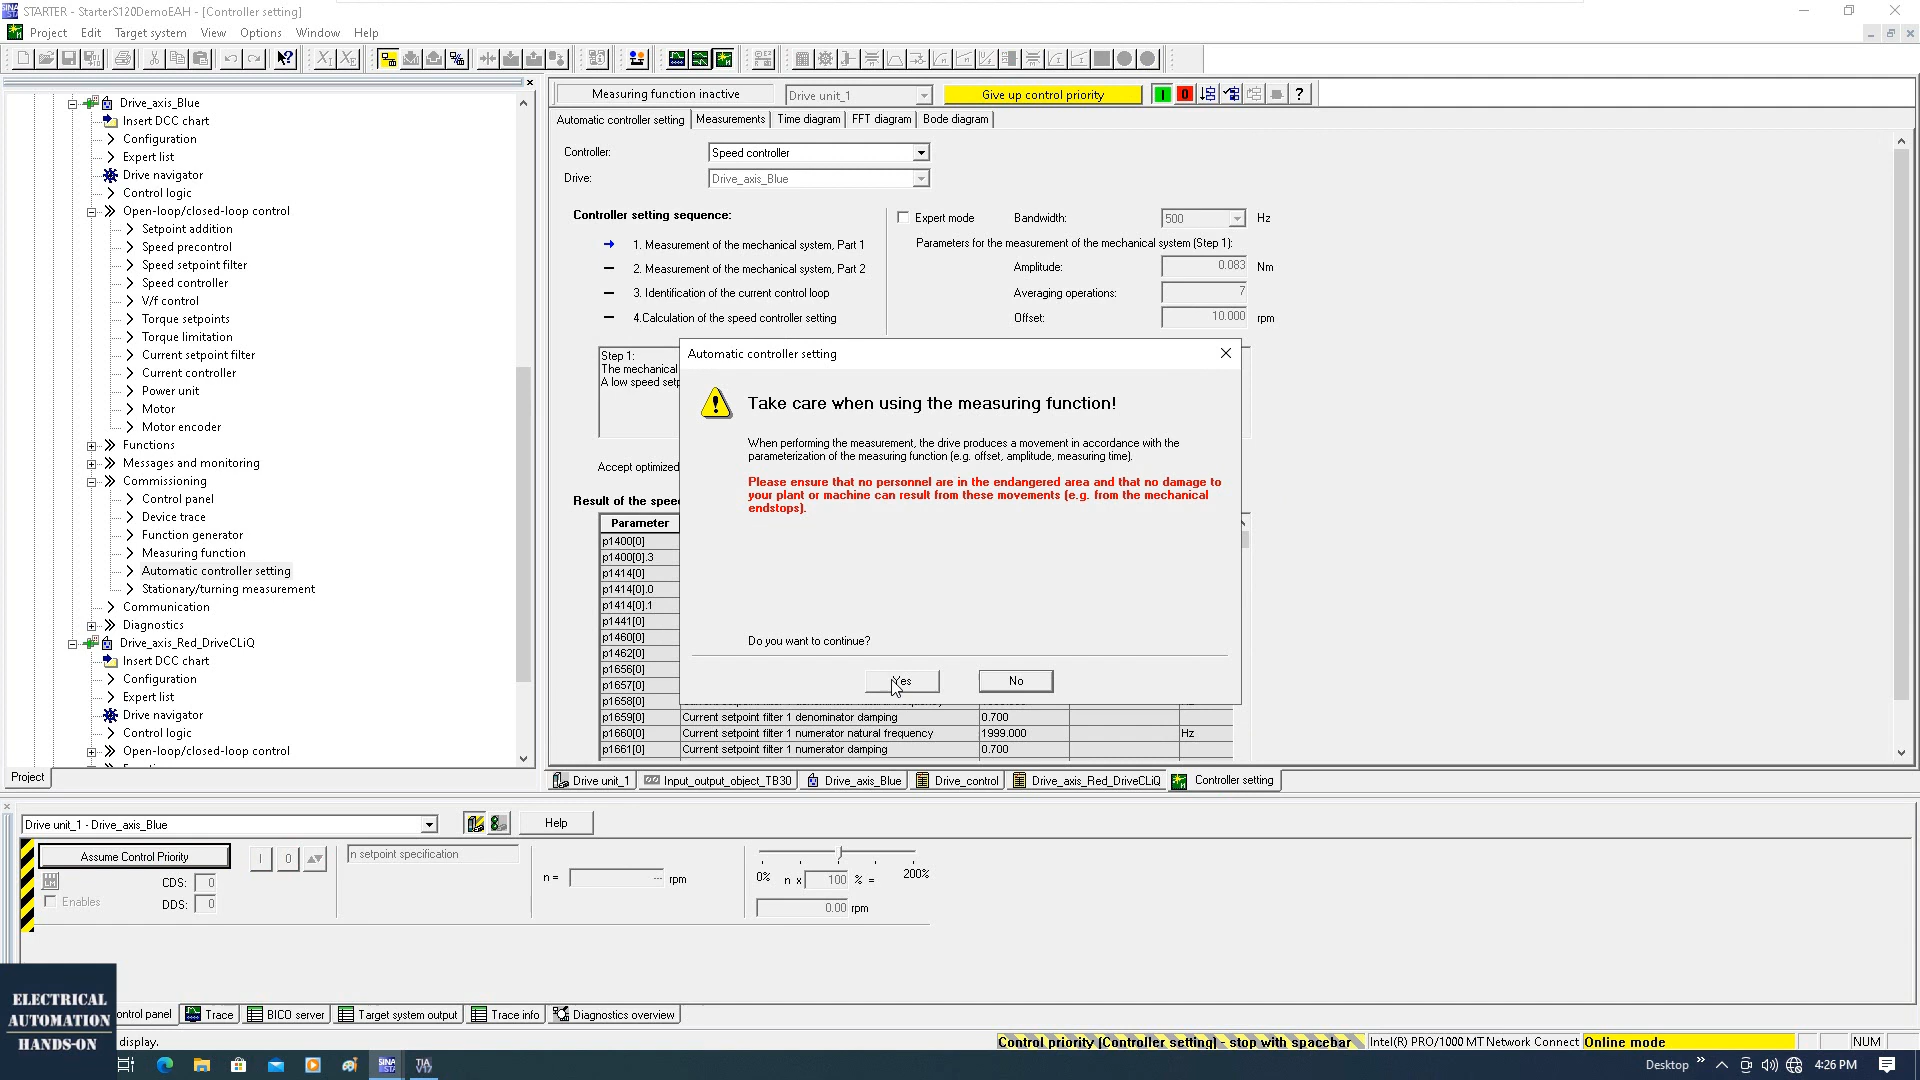 STARTER - StarterS120DemoEAH - [Controller setting]
Project Edit Target system View Options Window Help
Drive_axis_Blue
Insert DCC chart
Configuration
Expert list
Drive navigator
Control logic
Open-loop/closed-loop control
Setpoint addition
Speed precontrol
Speed setpoint filter
Speed controller
V/f control
Torque setpoints
Torque limitation
Current setpoint filter
Current controller
Power unit
Motor
Motor encoder
Functions
Messages and monitoring
Commissioning
Control panel
Device trace
Function generator
Measuring function
Automatic controller setting
Stationary/turning measurement
Communication
Diagnostics
Drive_axis_Red_DriveCLiQ
Insert DCC chart
Configuration
Expert list
Drive navigator
Control logic
Open-loop/closed-loop control
Project
Measuring function inactive Drive unit_1 Give up control priority
Automatic controller setting Measurements Time diagram FFT diagram Bode diagram
Controller: Speed controller
Drive: Drive_axis_Blue
Controller setting sequence:
1. Measurement of the mechanical system, Part 1
2. Measurement of the mechanical system, Part 2
3. Identification of the current control loop
4.Calculation of the speed controller setting
Expert mode Bandwidth: 500 Hz
Parameters for the measurement of the mechanical system (Step 1):
Amplitude: 0.083 Nm
Averaging operations: 7
Offset: 10.000 rpm
Step 1:
The mechanical
A low speed setp
Accept optimized
Result of the spee
Parameter
p1400[0]
p1400[0].3
p1414[0]
p1414[0].0
p1414[0].1
p1441[0]
p1460[0]
p1462[0]
p1656[0]
p1657[0]
p1658[0]
p1659[0] Current setpoint filter 1 denominator damping 0.700
p1660[0] Current setpoint filter 1 numerator natural frequency 1999.000 Hz
p1661[0] Current setpoint filter 1 numerator damping 0.700
Automatic controller setting
Take care when using the measuring function!
When performing the measurement, the drive produces a movement in accordance with the
parameterization of the measuring function (e.g. offset, amplitude, measuring time).
Please ensure that no personnel are in the endangered area and that no damage to
your plant or machine can result from these movements (e.g. from the mechanical
endstops).
Do you want to continue?
Yes No
Drive unit_1 Input_output_object_TB30 Drive_axis_Blue Drive_control Drive_axis_Red_DriveCLiQ Controller setting
Drive unit_1 - Drive_axis_Blue Help
Assume Control Priority I 0 n setpoint specification
CDS: 0
Enables DDS: 0
n = --- rpm
0% n x 100 % = 200%
0.00 rpm
ELECTRICAL
AUTOMATION
HANDS-ON
ontrol panel Trace BICO server Target system output Trace info Diagnostics overview
display. Control priority (Controller setting) - stop with spacebar Intel(R) PRO/1000 MT Network Connect Online mode NUM
Desktop 4:26 PM